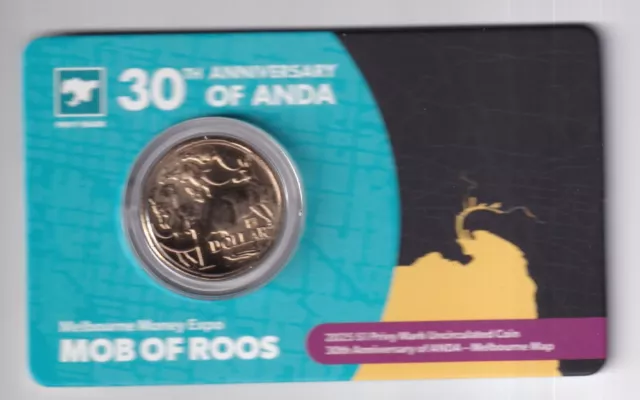 30TH ANNIVERSARY
OF ANDA
DOLLAR
Melbourne Money Expo
MOB OF ROOS
2025 $1 Privy Mark Uncirculated Coin
30th Anniversary of ANDA – Melbourne Map